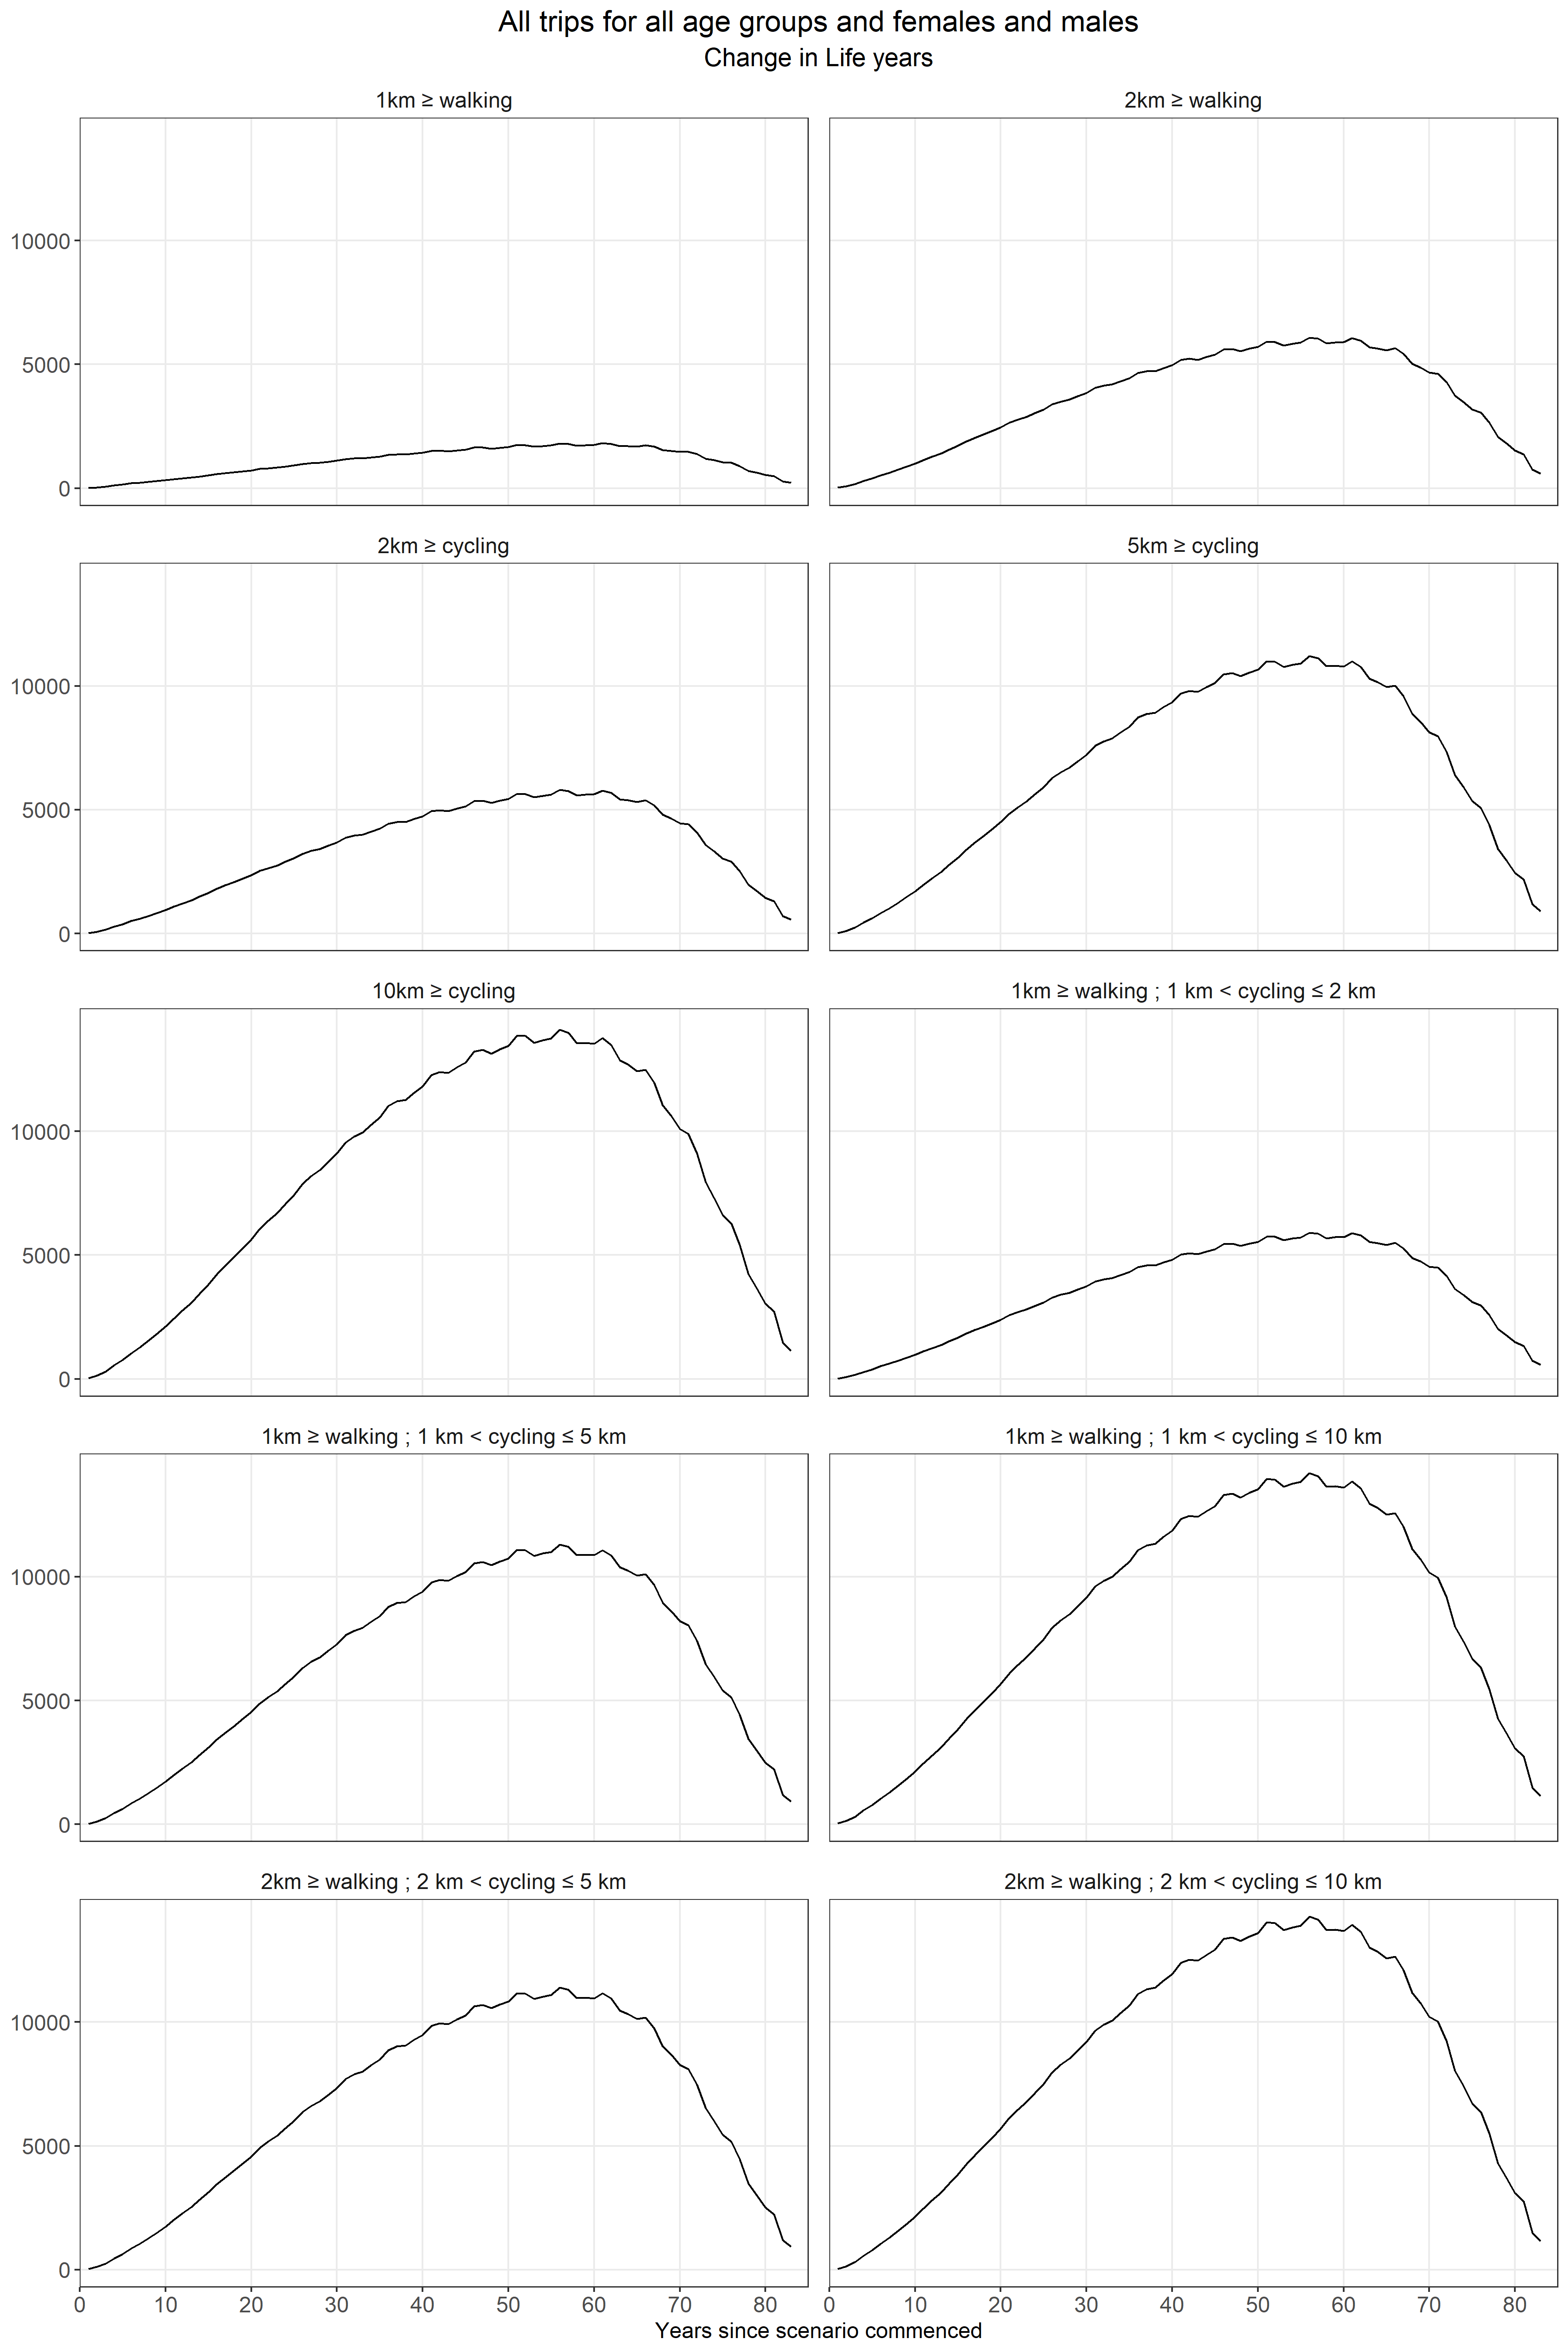 All trips for all age groups and females and males
Change in Life years
1km ≥ walking
2km ≥ walking
10000
5000
0
2km ≥ cycling
5km ≥ cycling
10000
5000
0
10km ≥ cycling
1km ≥ walking ; 1 km < cycling ≤ 2 km
10000
5000
0
1km ≥ walking ; 1 km < cycling ≤ 5 km
1km ≥ walking ; 1 km < cycling ≤ 10 km
10000
5000
0
2km ≥ walking ; 2 km < cycling ≤ 5 km
2km ≥ walking ; 2 km < cycling ≤ 10 km
10000
5000
0
0 10 20 30 40 50 60 70 80
0 10 20 30 40 50 60 70 80
Years since scenario commenced